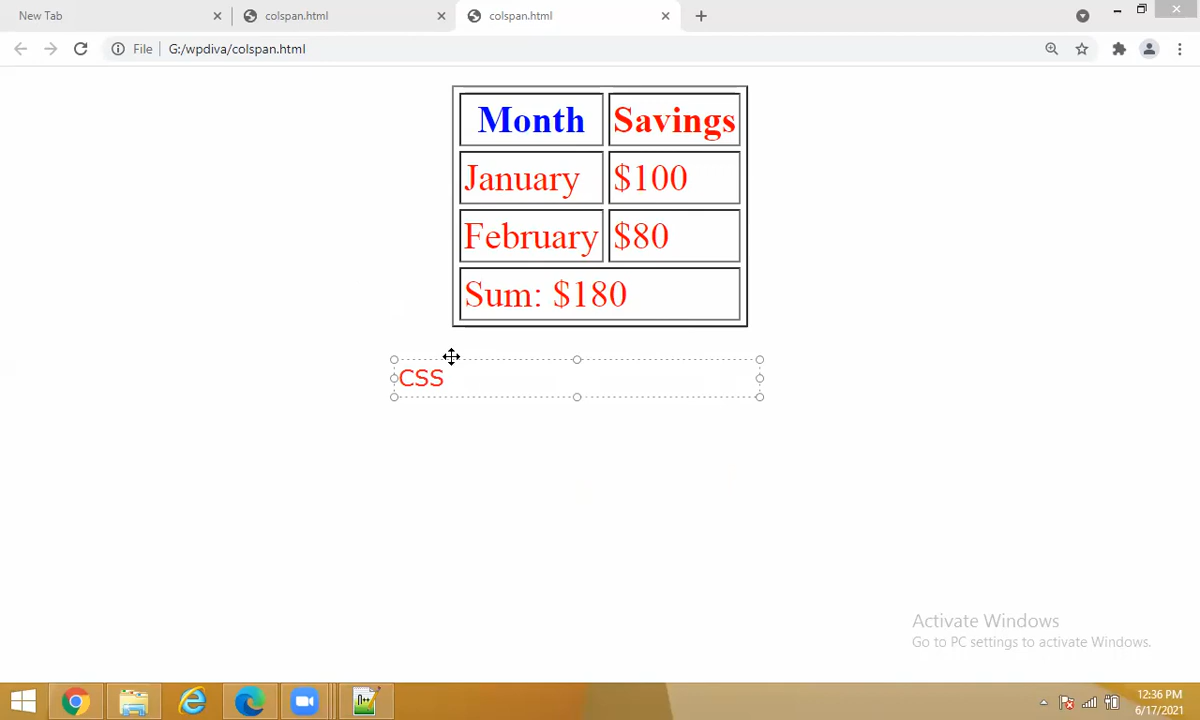 New Tab
colspan.html
colspan.html
File
G:/wpdiva/colspan.html
Month Savings
January $100
February $80
Sum: $180
CSS
Activate Windows
Go to PC settings to activate Windows.
12:36 PM
6/17/2021